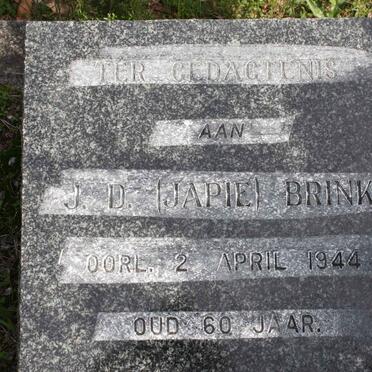 TER GEDAGTENIS
AAN
J. D. (JAPIE) BRINK
OORL. 2 APRIL 1944
OUD 60 JAAR.